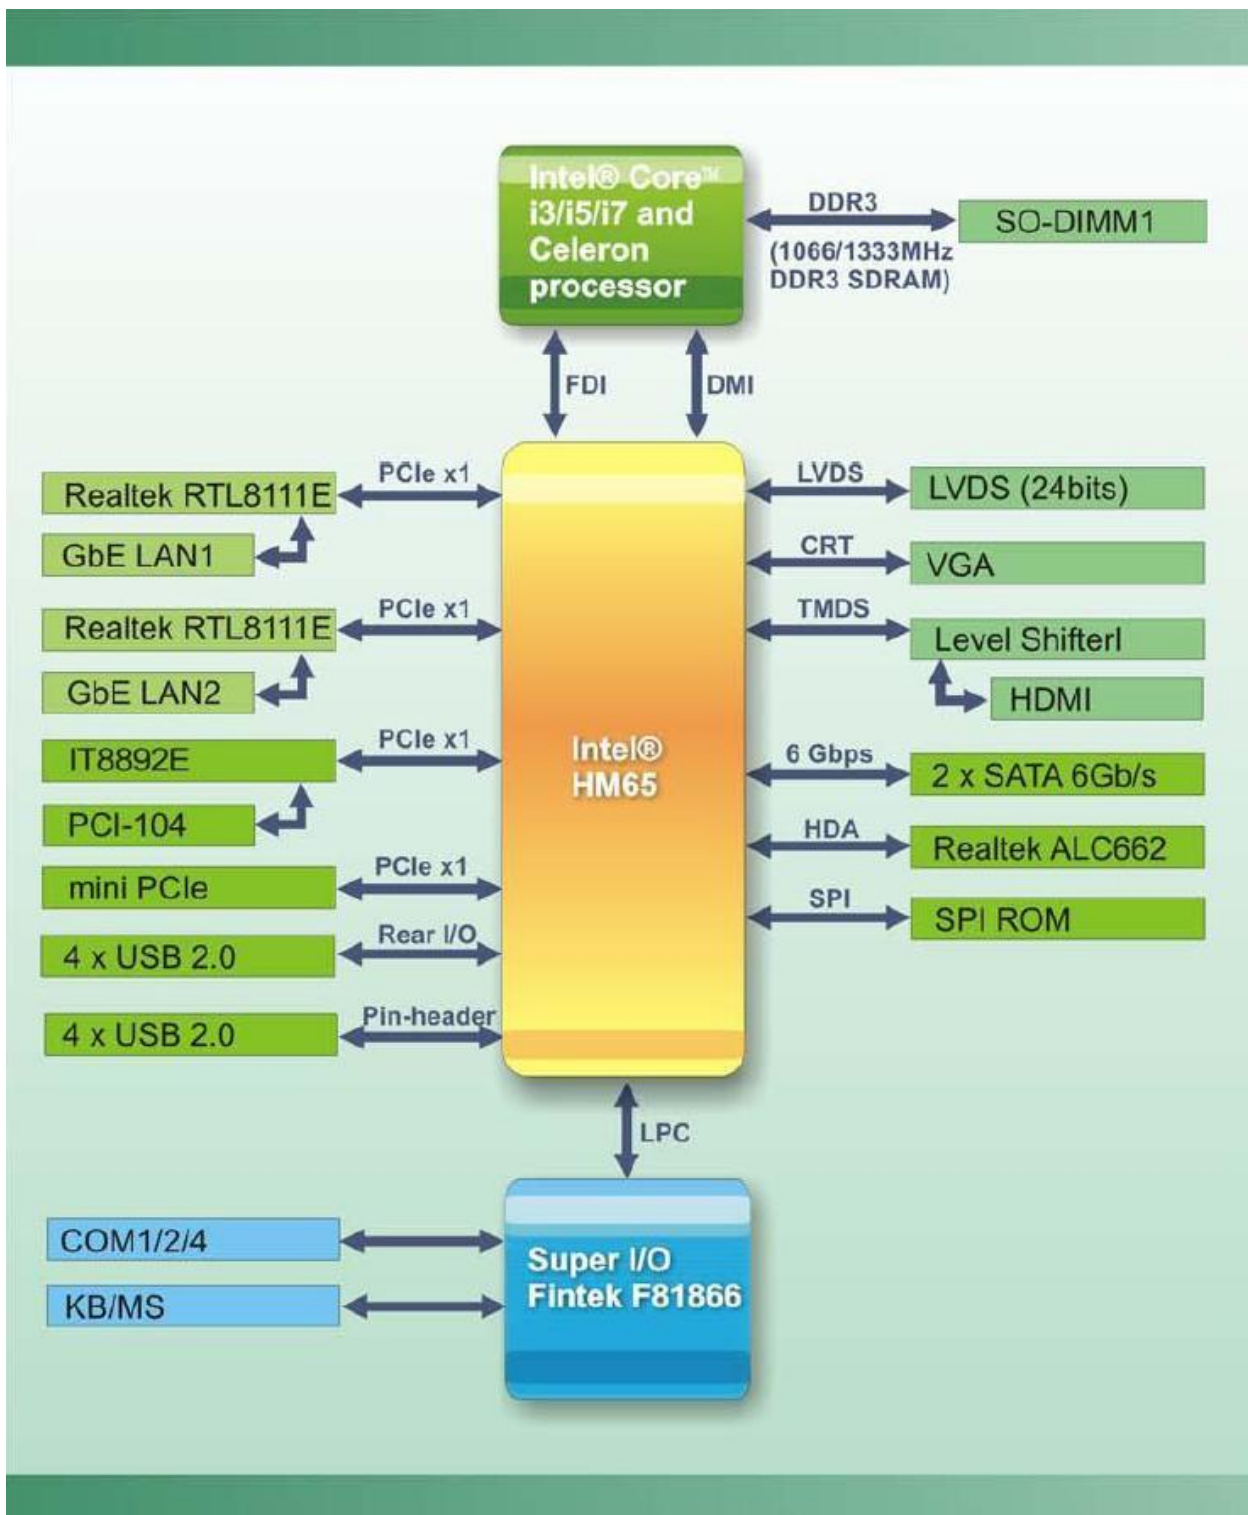 Intel® Core™
i3/i5/i7 and
Celeron
processor
DDR3
(1066/1333MHz
DDR3 SDRAM)
SO-DIMM1
FDI
DMI
PCIe x1
Realtek RTL8111E
GbE LAN1
PCIe x1
Realtek RTL8111E
GbE LAN2
PCIe x1
IT8892E
PCI-104
PCIe x1
mini PCIe
Rear I/O
4 x USB 2.0
Pin-header
4 x USB 2.0
Intel®
HM65
LVDS
LVDS (24bits)
CRT
VGA
TMDS
Level ShifterI
HDMI
6 Gbps
2 x SATA 6Gb/s
HDA
Realtek ALC662
SPI
SPI ROM
LPC
COM1/2/4
KB/MS
Super I/O
Fintek F81866